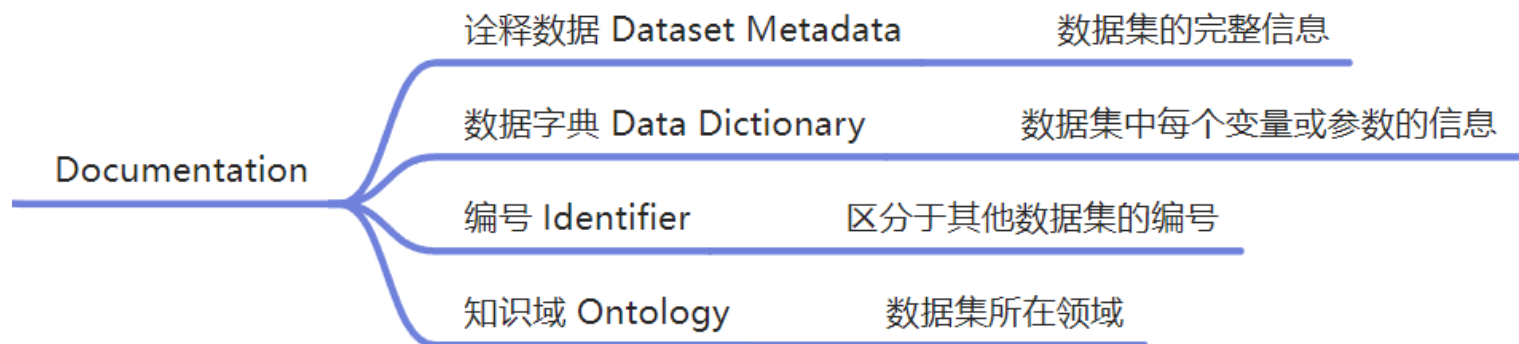 诠释数据 Dataset Metadata 数据集的完整信息
数据字典 Data Dictionary 数据集中每个变量或参数的信息
Documentation
编号 Identifier 区分于其他数据集的编号
知识域 Ontology 数据集所在领域